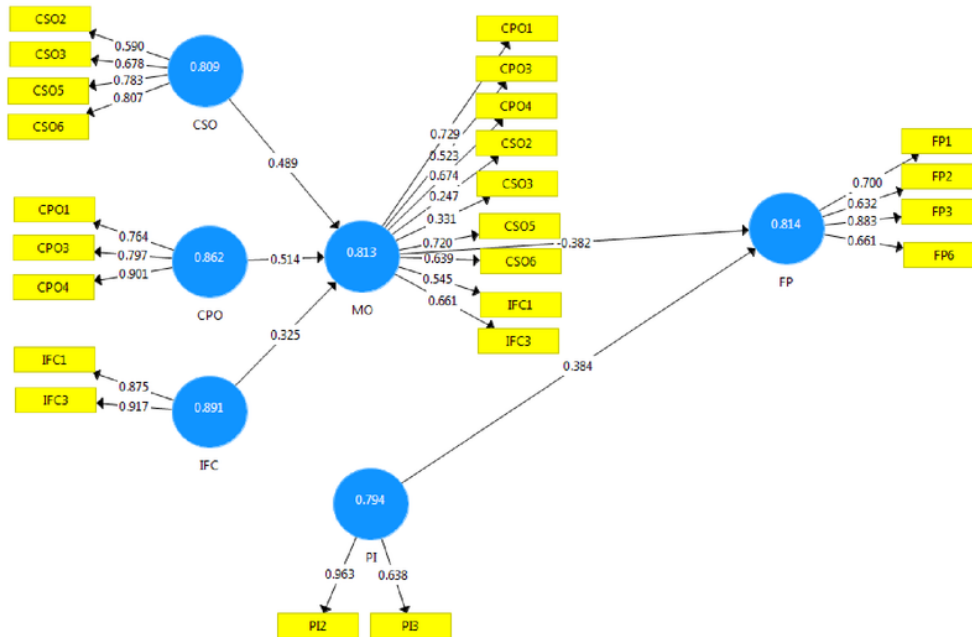 CSO2
CSO3
CSO5
CSO6
0.590
0.678
0.783
0.807
0.809
CSO
0.489
CPO1
CPO3
CPO4
0.764
0.797
0.901
0.862
CPO
0.514
IFC1
IFC3
0.875
0.917
0.891
IFC
0.325
0.813
MO
0.729
0.523
0.674
0.247
0.331
0.720
0.639
0.545
0.661
CPO1
CPO3
CPO4
CSO2
CSO3
CSO5
CSO6
IFC1
IFC3
-0.382
0.384
0.794
PI
0.963
0.638
PI2
PI3
0.814
FP
0.700
0.632
0.883
0.661
FP1
FP2
FP3
FP6